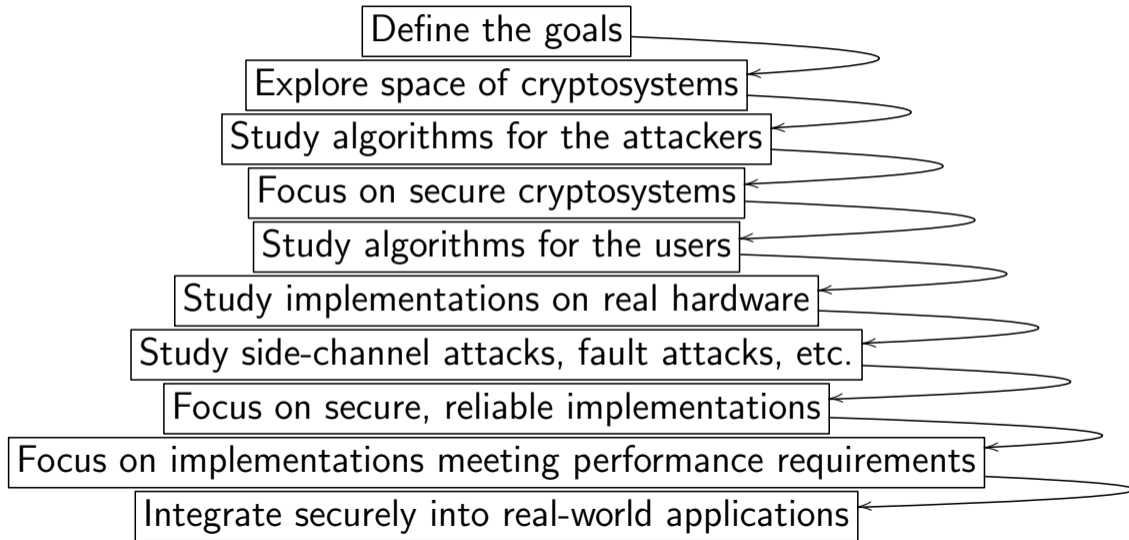 Define the goals
Explore space of cryptosystems
Study algorithms for the attackers
Focus on secure cryptosystems
Study algorithms for the users
Study implementations on real hardware
Study side-channel attacks, fault attacks, etc.
Focus on secure, reliable implementations
Focus on implementations meeting performance requirements
Integrate securely into real-world applications